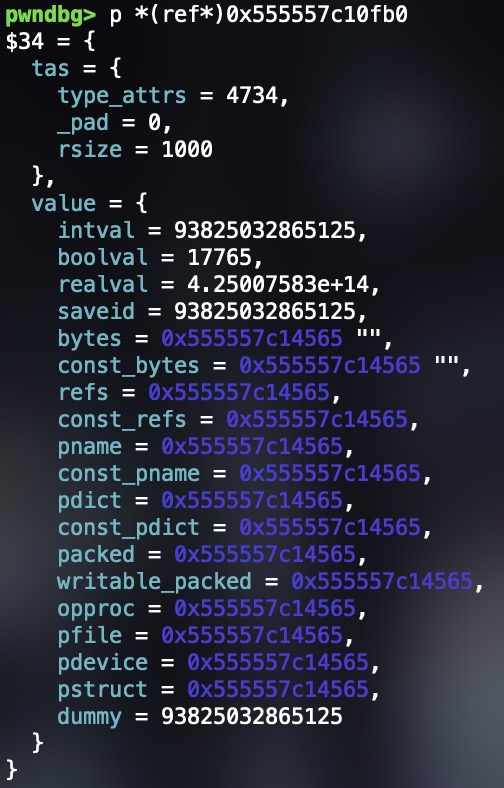 pwndbg> p *(ref*)0x555557c10fb0
$34 = {
  tas = {
    type_attrs = 4734,
    _pad = 0,
    rsize = 1000
  },
  value = {
    intval = 93825032865125,
    boolval = 17765,
    realval = 4.25007583e+14,
    saveid = 93825032865125,
    bytes = 0x555557c14565 "",
    const_bytes = 0x555557c14565 "",
    refs = 0x555557c14565,
    const_refs = 0x555557c14565,
    pname = 0x555557c14565,
    const_pname = 0x555557c14565,
    pdict = 0x555557c14565,
    const_pdict = 0x555557c14565,
    packed = 0x555557c14565,
    writable_packed = 0x555557c14565,
    opproc = 0x555557c14565,
    pfile = 0x555557c14565,
    pdevice = 0x555557c14565,
    pstruct = 0x555557c14565,
    dummy = 93825032865125
  }
}